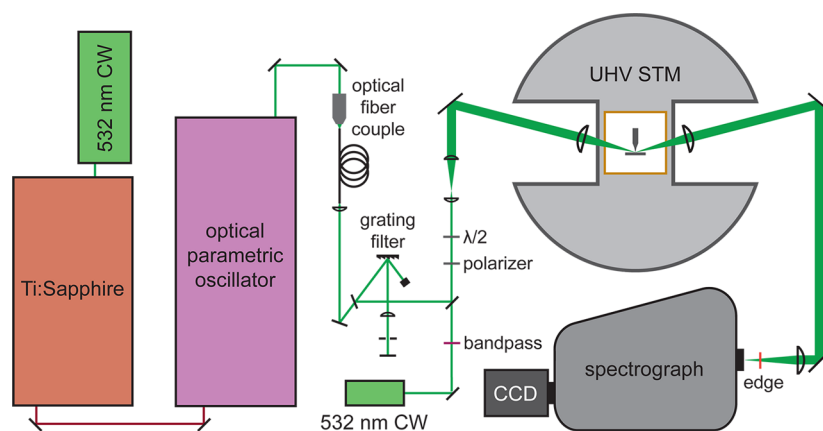 532 nm CW
Ti:Sapphire
optical
parametric
oscillator
optical
fiber
couple
grating
filter
λ/2
polarizer
bandpass
532 nm CW
UHV STM
CCD
spectrograph
edge